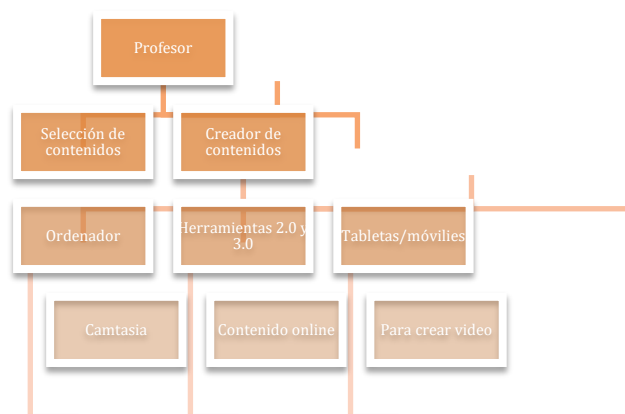 Profesor
Selección de
contenidos
Creador de
contenidos
Ordenador
Herramientas 2.0 y
3.0
Tabletas/móvilies
Camtasia
Contenido online
Para crear video